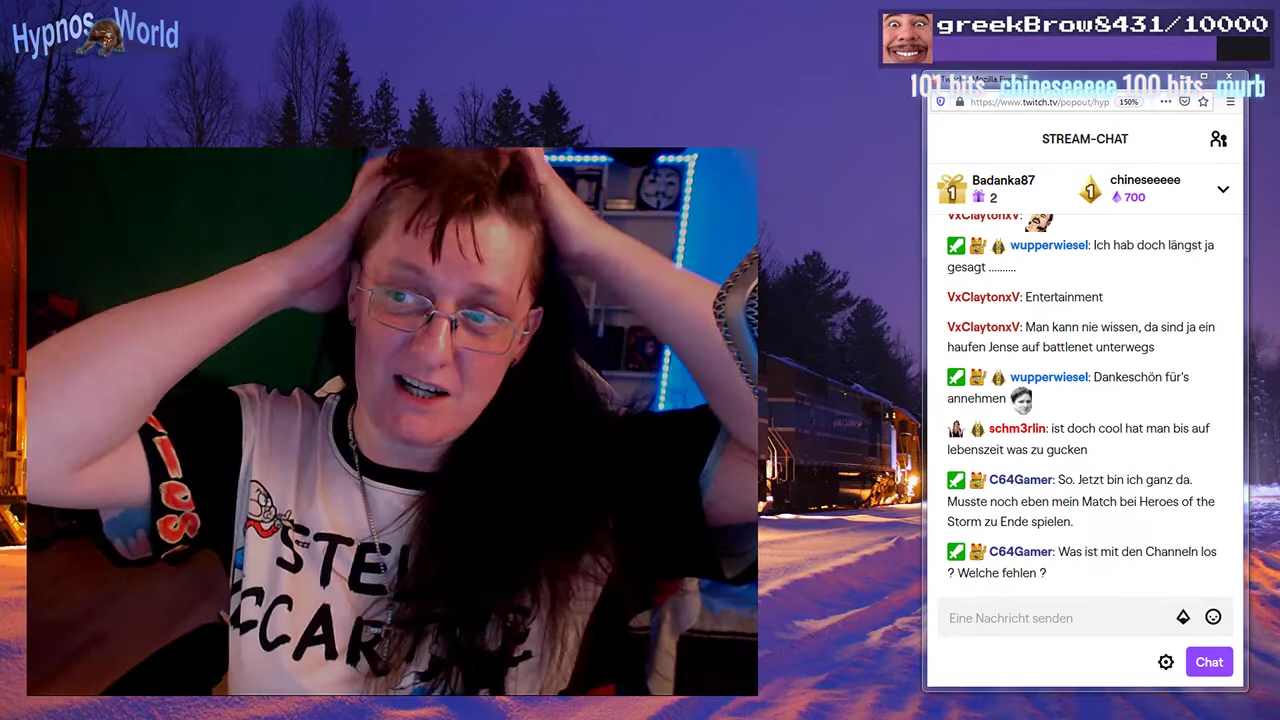 Hypnos World
greekBrow8431/10000
101 bits chineseeeee 100 bits murb
https://www.twitch.tv/popout/hyp
150%
STREAM-CHAT
1 Badanka87
2
1 chineseeeee
700
VxClaytonxV:
wupperwiesel: Ich hab doch längst ja
gesagt ..........
VxClaytonxV: Entertainment
VxClaytonxV: Man kann nie wissen, da sind ja ein
haufen Jense auf battlenet unterwegs
wupperwiesel: Dankeschön für's
annehmen
schm3rlin: ist doch cool hat man bis auf
lebenszeit was zu gucken
C64Gamer: So. Jetzt bin ich ganz da.
Musste noch eben mein Match bei Heroes of the
Storm zu Ende spielen.
C64Gamer: Was ist mit den Channeln los
? Welche fehlen ?
Eine Nachricht senden
Chat
STE
CCAR